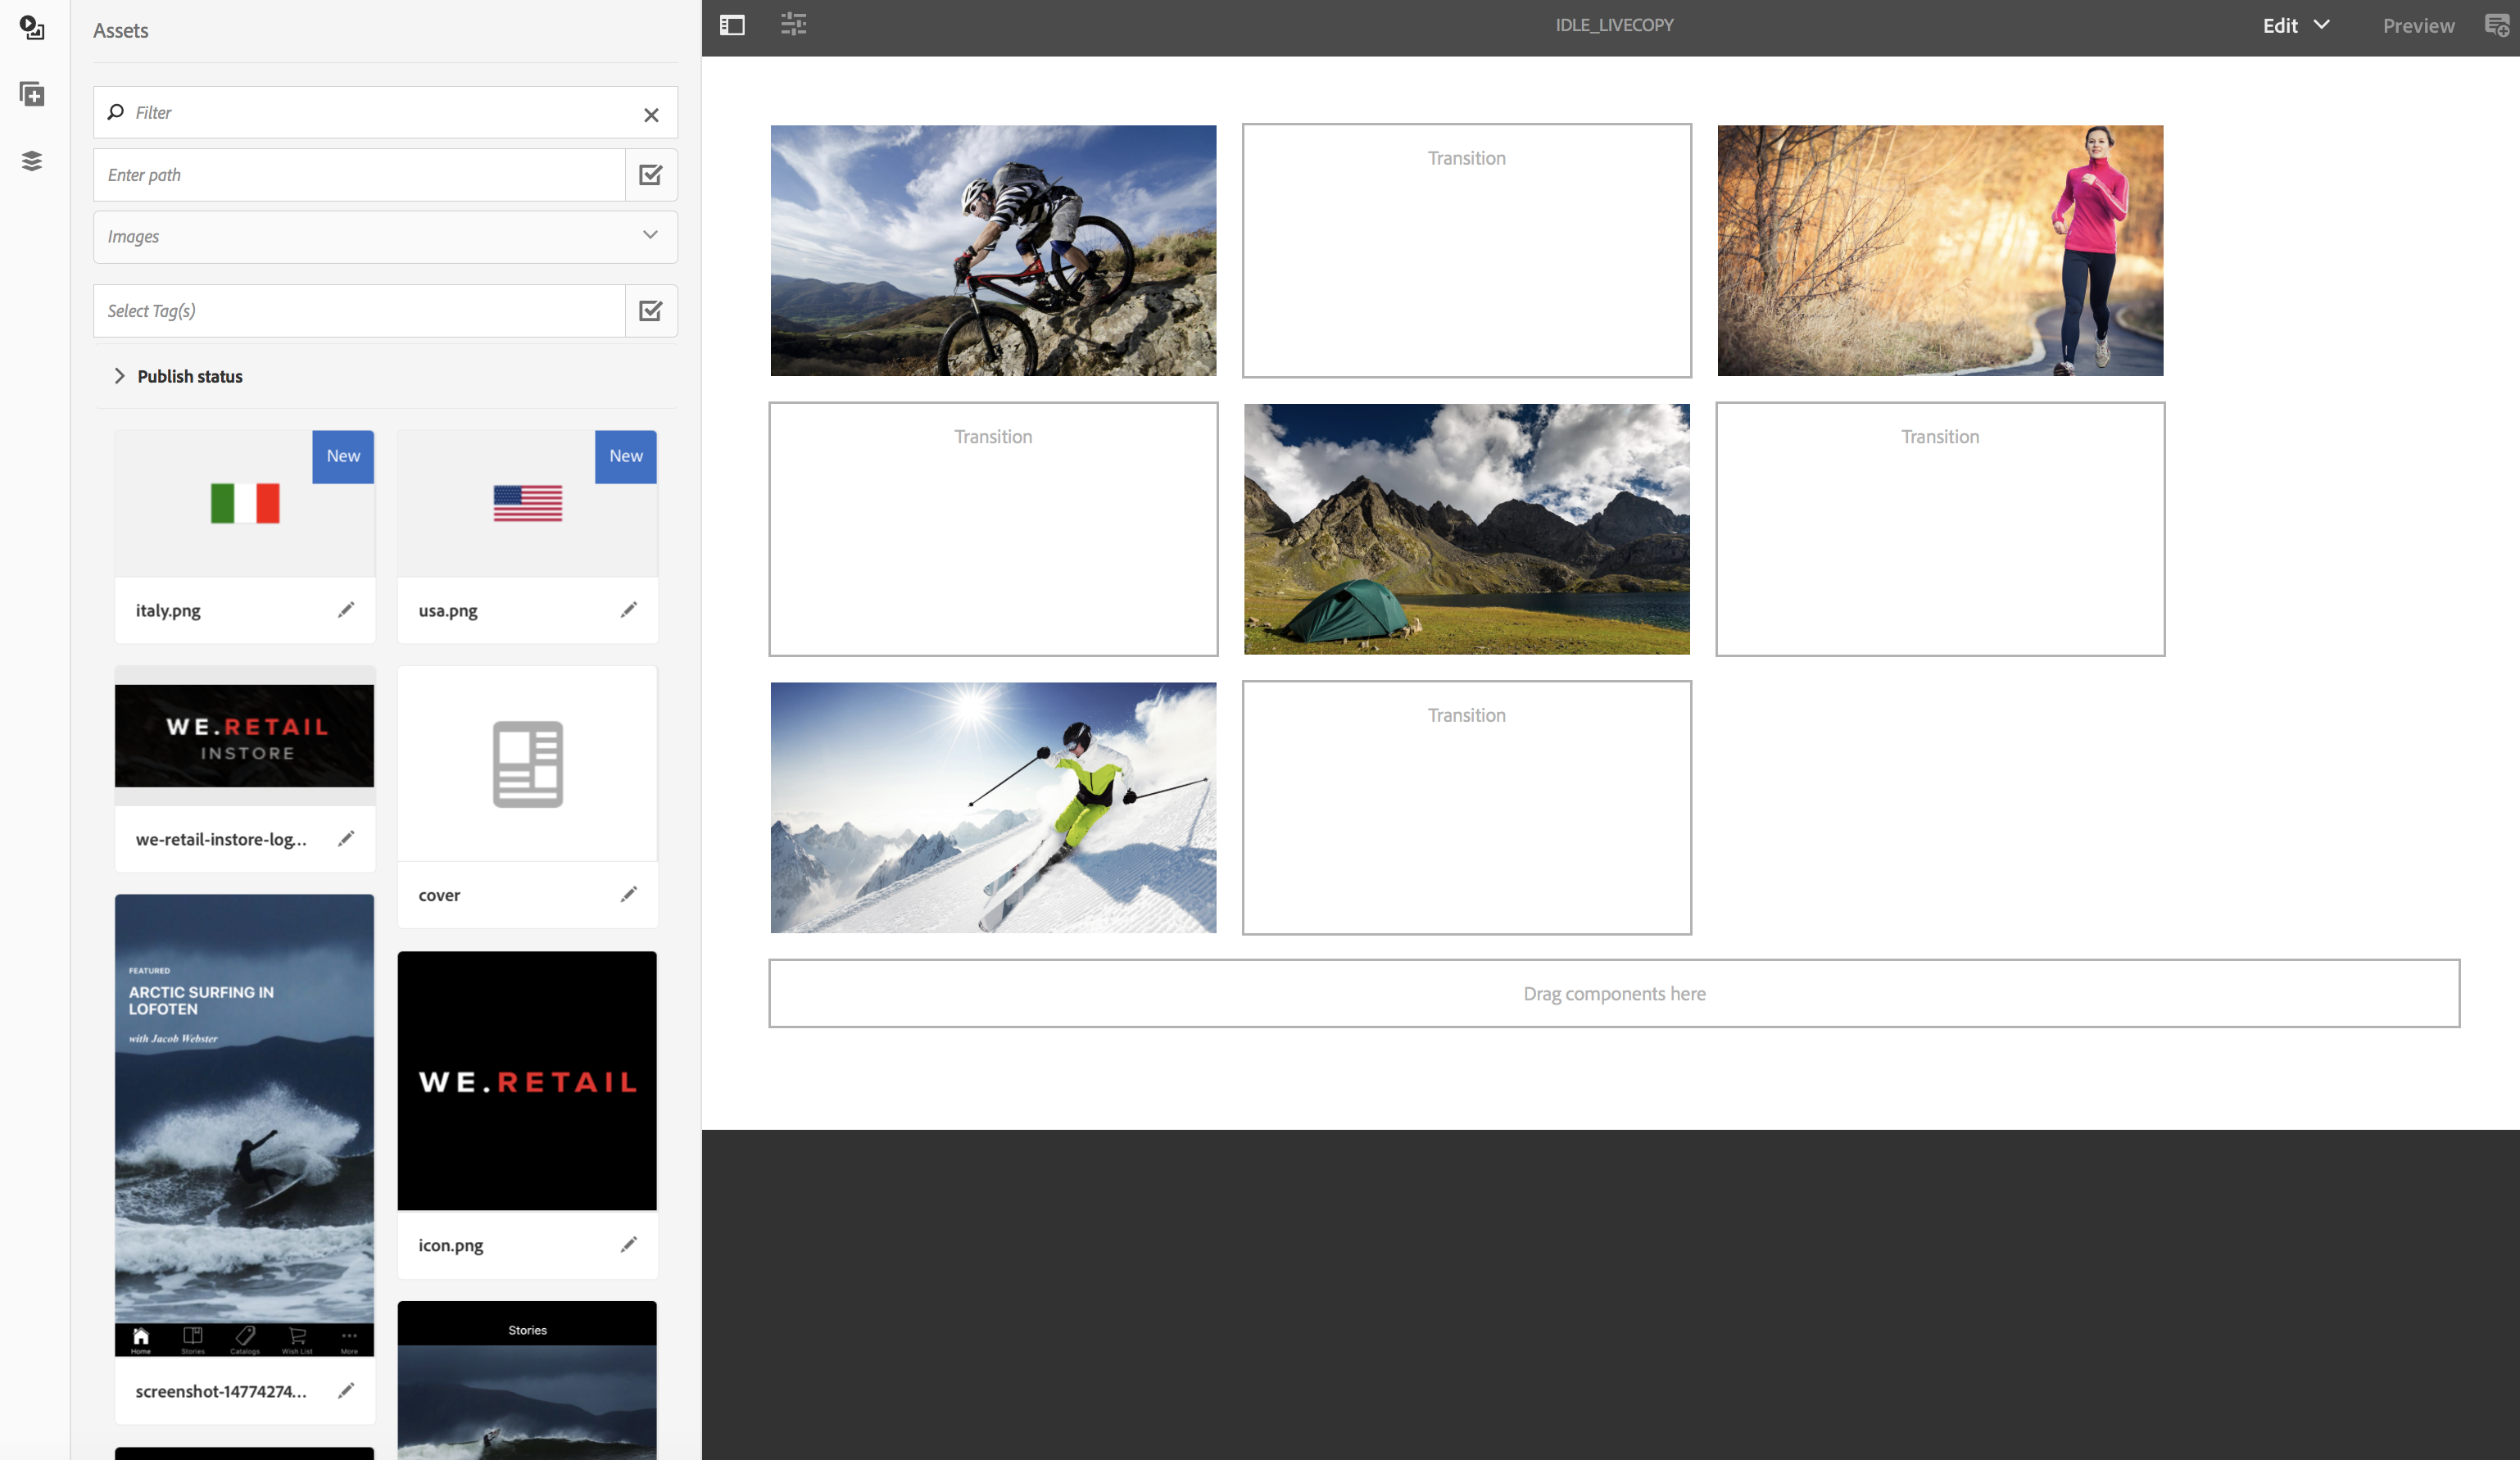 Assets
Filter
Enter path
Images
Select Tag(s)
Publish status
New
New
italy.png
usa.png
WE.RETAIL
INSTORE
we-retail-instore-log...
cover
FEATURED
ARCTIC SURFING IN
LOFOTEN
with Jacob Webster
Home
Stories
Catalogs
Wish List
More
screenshot-14774274...
WE.RETAIL
icon.png
Stories
IDLE_LIVECOPY
Edit
Preview
Transition
Transition
Transition
Transition
Drag components here